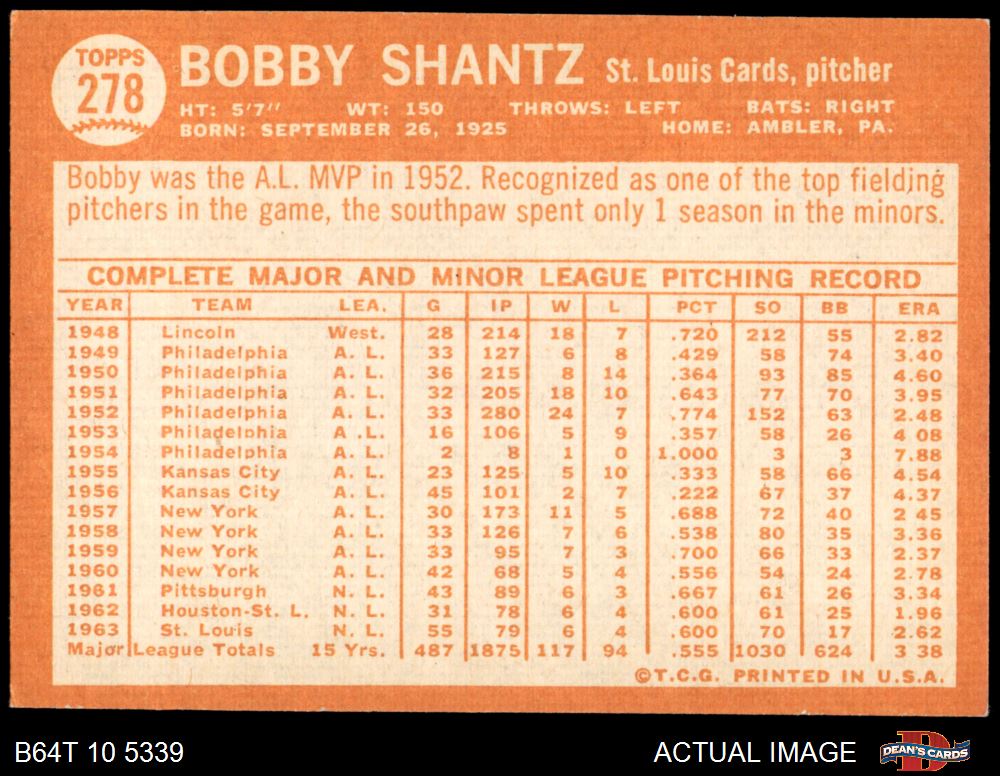 TOPPS
278
BOBBY SHANTZ St. Louis Cards, pitcher
HT: 5'7" WT: 150 THROWS: LEFT BATS: RIGHT
BORN: SEPTEMBER 26, 1925 HOME: AMBLER, PA.
Bobby was the A.L. MVP in 1952. Recognized as one of the top fielding
pitchers in the game, the southpaw spent only 1 season in the minors.
COMPLETE MAJOR AND MINOR LEAGUE PITCHING RECORD
YEAR TEAM LEA. G IP W L PCT SO BB ERA
1948 Lincoln West. 28 214 18 7 .720 212 55 2.82
1949 Philadelphia A. L. 33 127 6 8 .429 58 74 3.40
1950 Philadelphia A. L. 36 215 8 14 .364 93 85 4.60
1951 Philadelphia A. L. 32 205 18 10 .643 77 70 3.95
1952 Philadelphia A. L. 33 280 24 7 .774 152 63 2.48
1953 Philadelphia A .L. 16 106 5 9 .357 58 26 4 08
1954 Philadelphia A. L. 2 8 1 0 1.000 3 3 7.88
1955 Kansas City A. L. 23 125 5 10 .333 58 66 4.54
1956 Kansas City A. L. 45 101 2 7 .222 67 37 4.37
1957 New York A. L. 30 173 11 5 .688 72 40 2 45
1958 New York A. L. 33 126 7 6 .538 80 35 3.36
1959 New York A. L. 33 95 7 3 .700 66 33 2.37
1960 New York A. L. 42 68 5 4 .556 54 24 2.78
1961 Pittsburgh N. L. 43 89 6 3 .667 61 26 3.34
1962 Houston-St. L. N. L. 31 78 6 4 .600 61 25 1.96
1963 St. Louis N. L. 55 79 6 4 .600 70 17 2.62
Major League Totals 15 Yrs. 487 1875 117 94 .555 1030 624 3 38
©T.C.G. PRINTED IN U.S.A.
B64T 10 5339 ACTUAL IMAGE DEAN'S CARDS